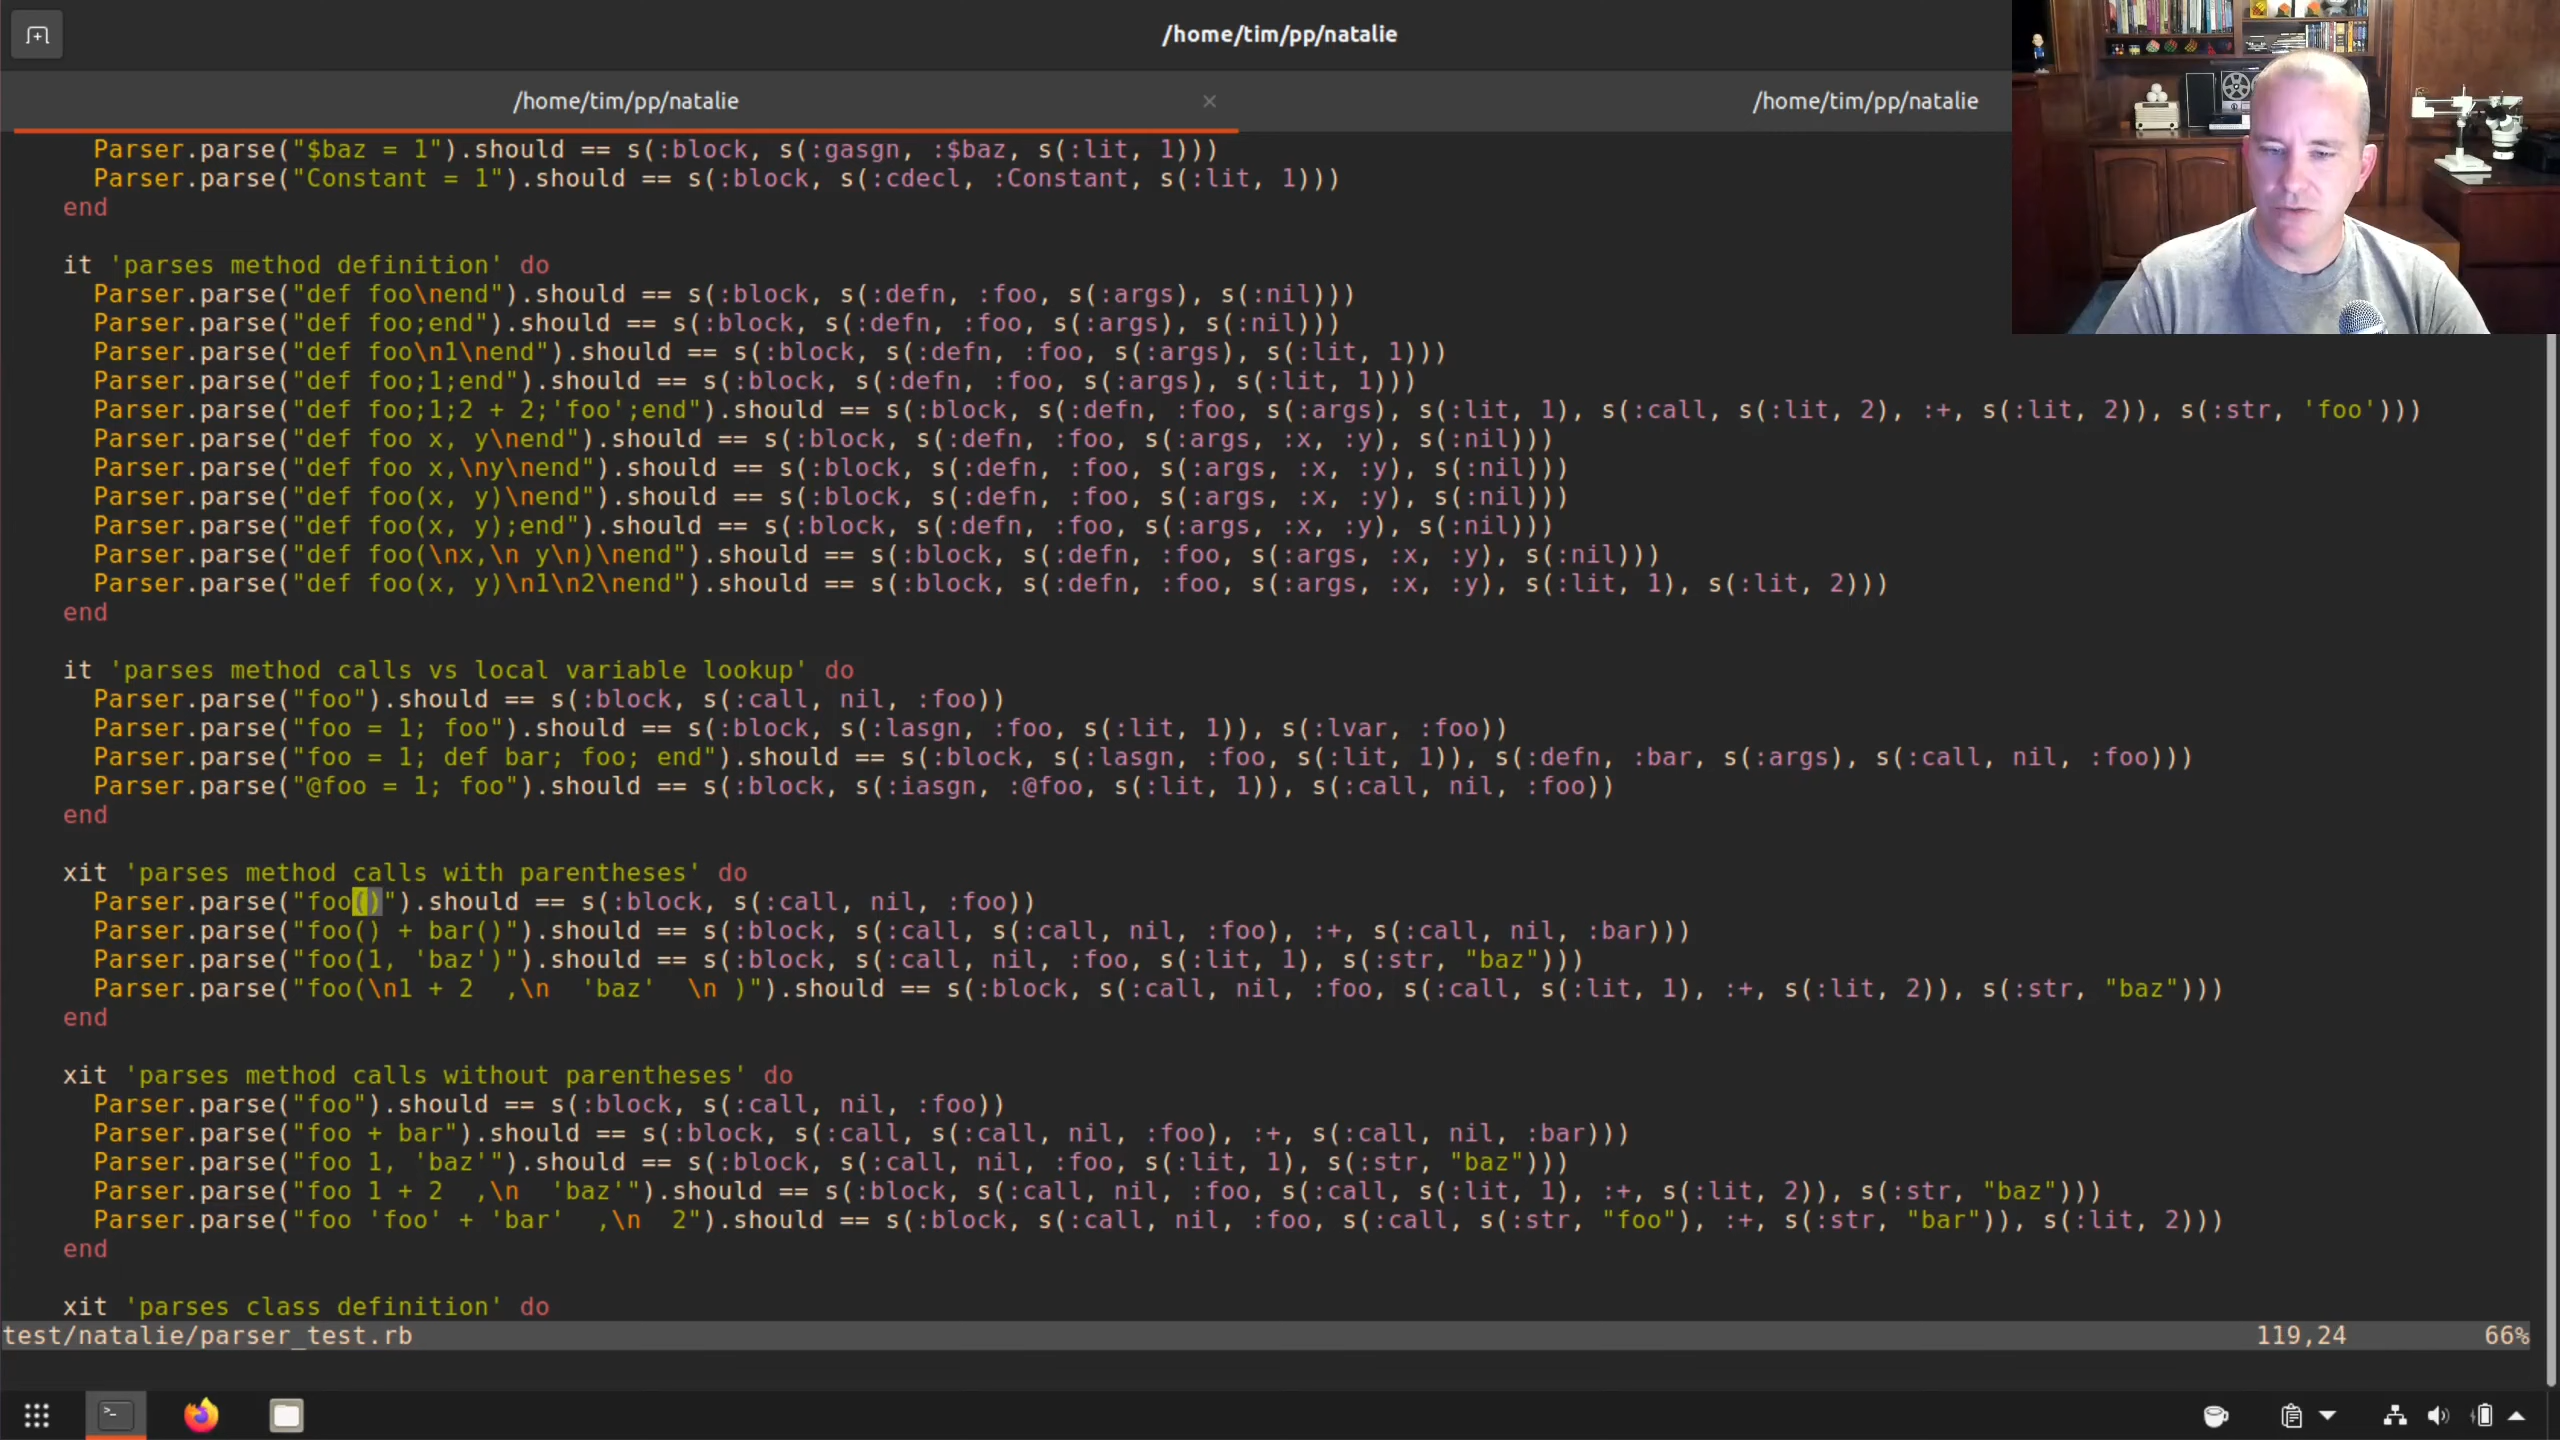 /home/tim/pp/natalie
/home/tim/pp/natalie × /home/tim/pp/natalie
Parser.parse("$baz = 1").should == s(:block, s(:gasgn, :$baz, s(:lit, 1)))
Parser.parse("Constant = 1").should == s(:block, s(:cdecl, :Constant, s(:lit, 1)))
end
it 'parses method definition' do
Parser.parse("def foo\nend").should == s(:block, s(:defn, :foo, s(:args), s(:nil)))
Parser.parse("def foo;end").should == s(:block, s(:defn, :foo, s(:args), s(:nil)))
Parser.parse("def foo\n1\nend").should == s(:block, s(:defn, :foo, s(:args), s(:lit, 1)))
Parser.parse("def foo;1;end").should == s(:block, s(:defn, :foo, s(:args), s(:lit, 1)))
Parser.parse("def foo;1;2 + 2;'foo';end").should == s(:block, s(:defn, :foo, s(:args), s(:lit, 1), s(:call, s(:lit, 2), :+, s(:lit, 2)), s(:str, 'foo')))
Parser.parse("def foo x, y\nend").should == s(:block, s(:defn, :foo, s(:args, :x, :y), s(:nil)))
Parser.parse("def foo x,\ny\nend").should == s(:block, s(:defn, :foo, s(:args, :x, :y), s(:nil)))
Parser.parse("def foo(x, y)\nend").should == s(:block, s(:defn, :foo, s(:args, :x, :y), s(:nil)))
Parser.parse("def foo(x, y);end").should == s(:block, s(:defn, :foo, s(:args, :x, :y), s(:nil)))
Parser.parse("def foo(\nx,\n y\n)\nend").should == s(:block, s(:defn, :foo, s(:args, :x, :y), s(:nil)))
Parser.parse("def foo(x, y)\n1\n2\nend").should == s(:block, s(:defn, :foo, s(:args, :x, :y), s(:lit, 1), s(:lit, 2)))
end
it 'parses method calls vs local variable lookup' do
Parser.parse("foo").should == s(:block, s(:call, nil, :foo))
Parser.parse("foo = 1; foo").should == s(:block, s(:lasgn, :foo, s(:lit, 1)), s(:lvar, :foo))
Parser.parse("foo = 1; def bar; foo; end").should == s(:block, s(:lasgn, :foo, s(:lit, 1)), s(:defn, :bar, s(:args), s(:call, nil, :foo)))
Parser.parse("@foo = 1; foo").should == s(:block, s(:iasgn, :@foo, s(:lit, 1)), s(:call, nil, :foo))
end
xit 'parses method calls with parentheses' do
Parser.parse("foo()").should == s(:block, s(:call, nil, :foo))
Parser.parse("foo() + bar()").should == s(:block, s(:call, s(:call, nil, :foo), :+, s(:call, nil, :bar)))
Parser.parse("foo(1, 'baz')").should == s(:block, s(:call, nil, :foo, s(:lit, 1), s(:str, "baz")))
Parser.parse("foo(\n1 + 2  ,\n  'baz'  \n )").should == s(:block, s(:call, nil, :foo, s(:call, s(:lit, 1), :+, s(:lit, 2)), s(:str, "baz")))
end
xit 'parses method calls without parentheses' do
Parser.parse("foo").should == s(:block, s(:call, nil, :foo))
Parser.parse("foo + bar").should == s(:block, s(:call, s(:call, nil, :foo), :+, s(:call, nil, :bar)))
Parser.parse("foo 1, 'baz'").should == s(:block, s(:call, nil, :foo, s(:lit, 1), s(:str, "baz")))
Parser.parse("foo 1 + 2  ,\n  'baz'").should == s(:block, s(:call, nil, :foo, s(:call, s(:lit, 1), :+, s(:lit, 2)), s(:str, "baz")))
Parser.parse("foo 'foo' + 'bar'  ,\n  2").should == s(:block, s(:call, nil, :foo, s(:call, s(:str, "foo"), :+, s(:str, "bar")), s(:lit, 2)))
end
xit 'parses class definition' do
test/natalie/parser_test.rb 119,24 66%